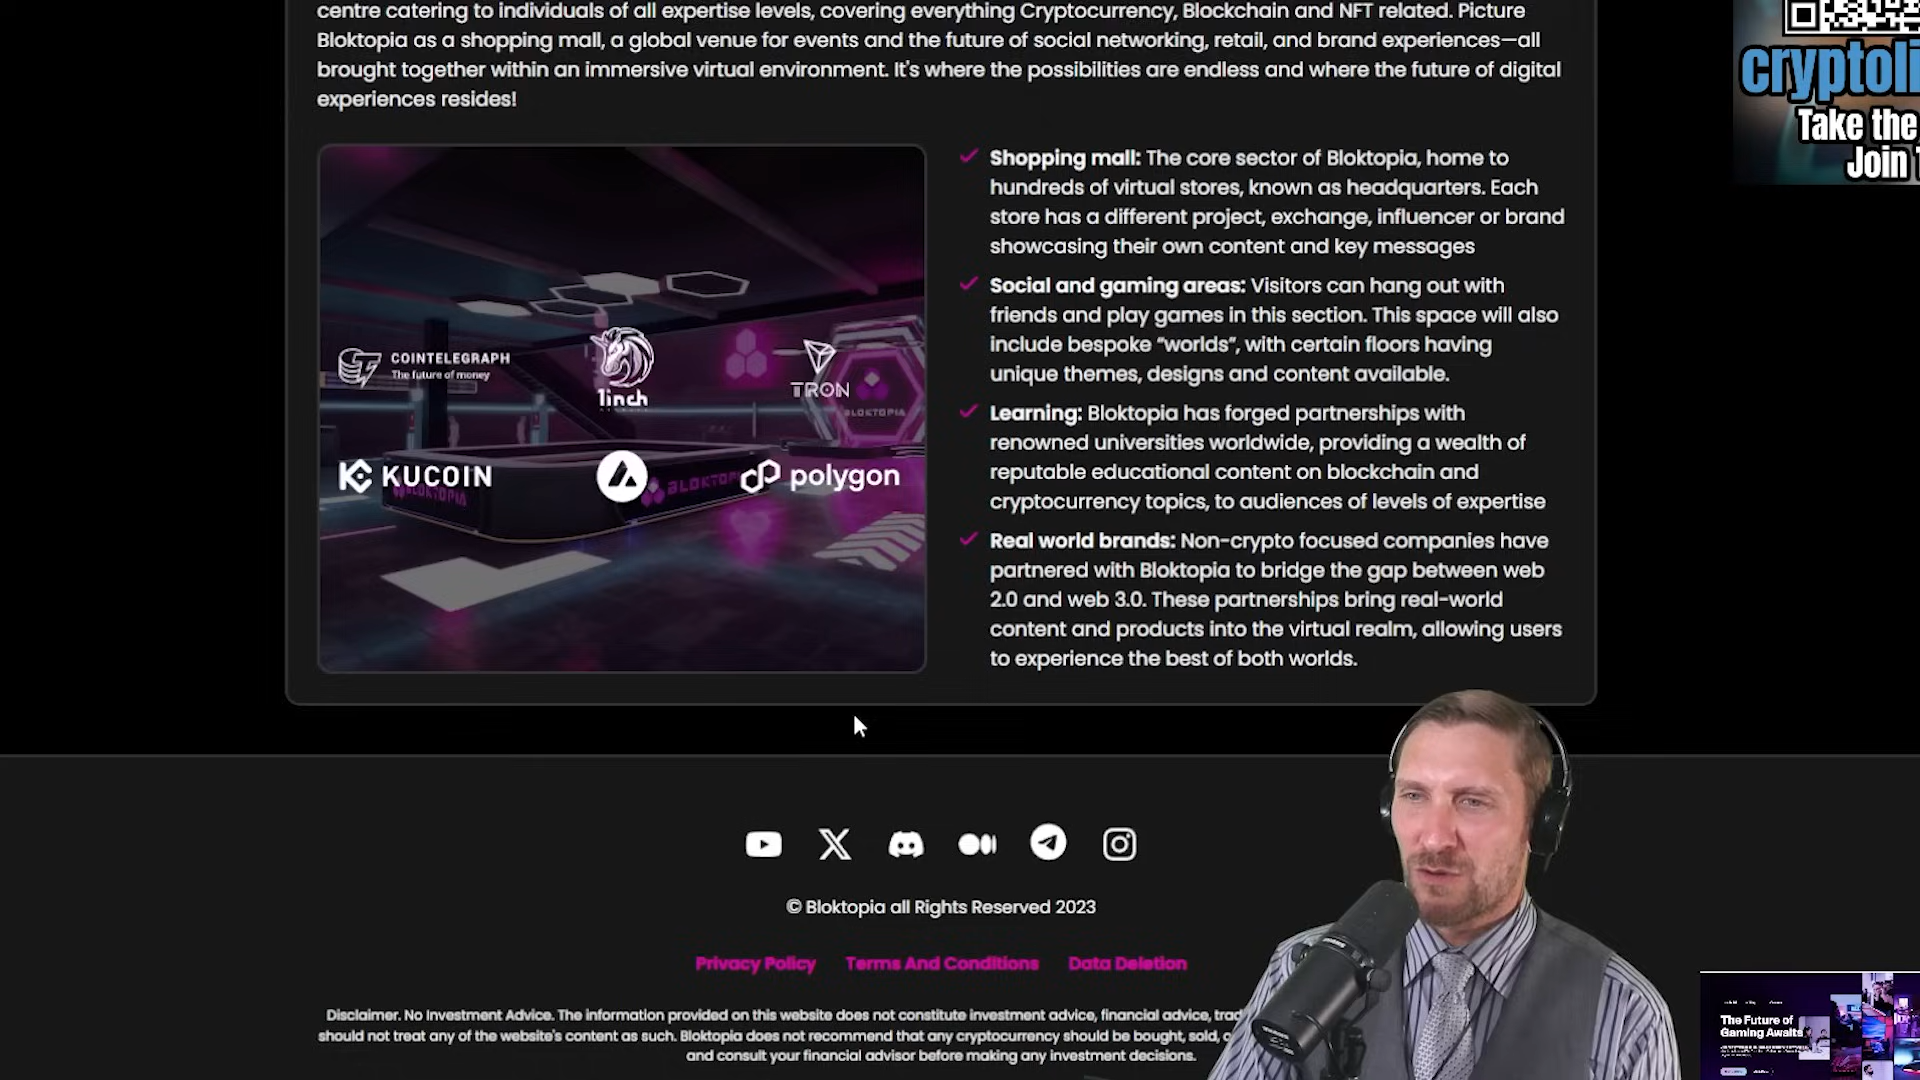 centre catering to individuals of all expertise levels, covering everything Cryptocurrency, Blockchain and NFT related. Picture
Bloktopia as a shopping mall, a global venue for events and the future of social networking, retail, and brand experiences—all
brought together within an immersive virtual environment. It's where the possibilities are endless and where the future of digital
experiences resides!
cryptoli
Take the
Join
Shopping mall: The core sector of Bloktopia, home to
hundreds of virtual stores, known as headquarters. Each
store has a different project, exchange, influencer or brand
showcasing their own content and key messages
Social and gaming areas: Visitors can hang out with
friends and play games in this section. This space will also
include bespoke “worlds”, with certain floors having
unique themes, designs and content available.
Learning: Bloktopia has forged partnerships with
renowned universities worldwide, providing a wealth of
reputable educational content on blockchain and
cryptocurrency topics, to audiences of levels of expertise
Real world brands: Non-crypto focused companies have
partnered with Bloktopia to bridge the gap between web
2.0 and web 3.0. These partnerships bring real-world
content and products into the virtual realm, allowing users
to experience the best of both worlds.
COINTELEGRAPH
The future of money
1inch
TRON
BLOKTOPIA
KUCOIN
polygon
BLOKTOPIA
BLOKTOPI
© Bloktopia all Rights Reserved 2023
Privacy Policy Terms And Conditions Data Deletion
Disclaimer. No Investment Advice. The information provided on this website does not constitute investment advice, financial advice, trad
should not treat any of the website's content as such. Bloktopia does not recommend that any cryptocurrency should be bought, sold, o
and consult your financial advisor before making any investment decisions.
The Future of
Gaming Awaits